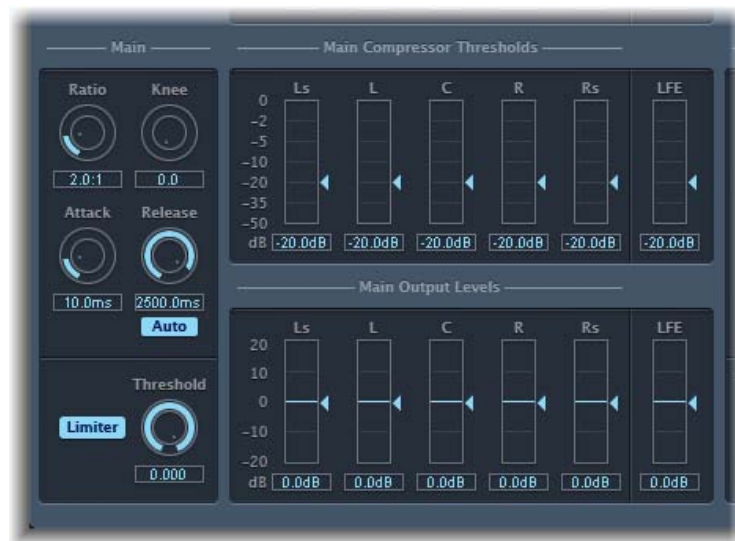 Main
Main Compressor Thresholds
Ratio Knee
2.0:1 0.0
Attack Release
10.0ms 2500.0ms
Auto
Threshold
Limiter
0.000
Ls L C R Rs LFE
0
-2
-5
-10
-20
-35
-50
dB -20.0dB -20.0dB -20.0dB -20.0dB -20.0dB -20.0dB
Main Output Levels
Ls L C R Rs LFE
20
10
0
-10
-20
dB 0.0dB 0.0dB 0.0dB 0.0dB 0.0dB 0.0dB